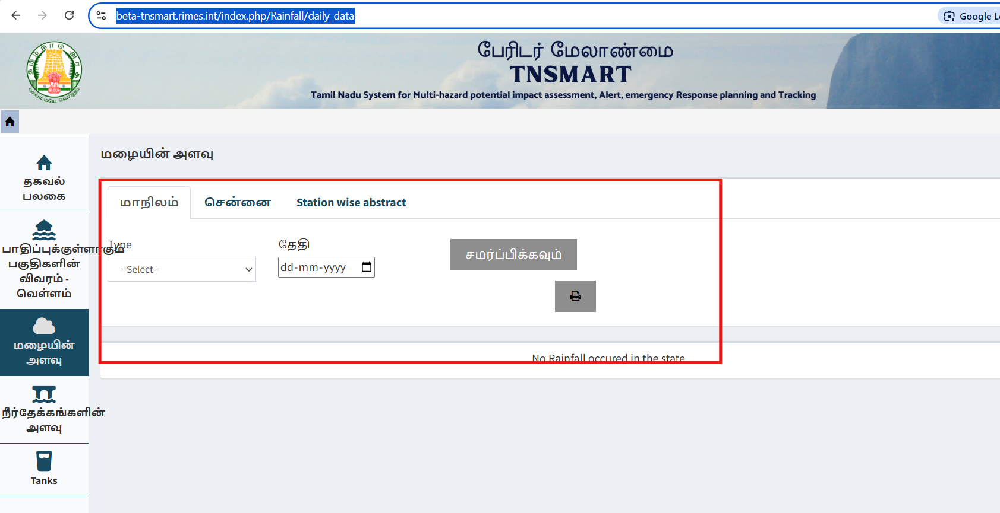 beta-tnsmart.rimes.int/index.php/Rainfall/daily_data
Google L
பேரிடர் மேலாண்மை
TNSMART
Tamil Nadu System for Multi-hazard potential impact assessment, Alert, emergency Response planning and Tracking
மழையின் அளவு
தகவல்
பலகை
பாதிப்புக்குள்ளாகும்
பகுதிகளின்
விவரம் -
வெள்ளம்
மழையின்
அளவு
நீர்தேக்கங்களின்
அளவு
Tanks
மாநிலம்
சென்னை
Station wise abstract
Type
தேதி
சமர்ப்பிக்கவும்
--Select--
dd-mm-yyyy
No Rainfall occured in the state